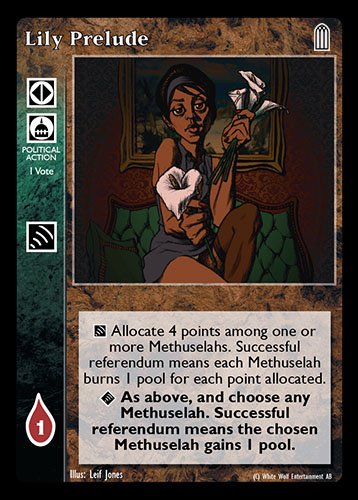 Lily Prelude
POLITICAL
ACTION
1 Vote
Allocate 4 points among one or
more Methuselahs. Successful
referendum means each Methuselah
burns 1 pool for each point allocated.
As above, and choose any
Methuselah. Successful
referendum means the chosen
Methuselah gains 1 pool.
1
Illus: Leif Jones
(C) White Wolf Entertainment AB